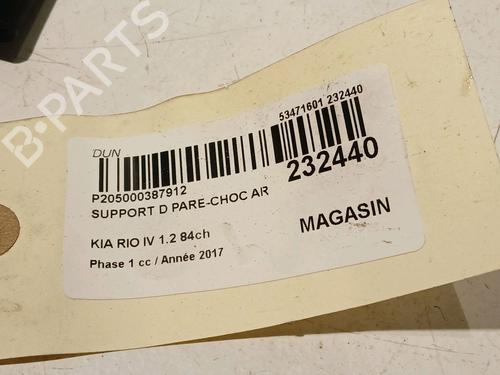 B-PARTS
53471601 232440
DUN
P205000387912
232440
SUPPORT D PARE-CHOC AR
MAGASIN
KIA RIO IV 1.2 84ch
Phase 1 cc / Année 2017